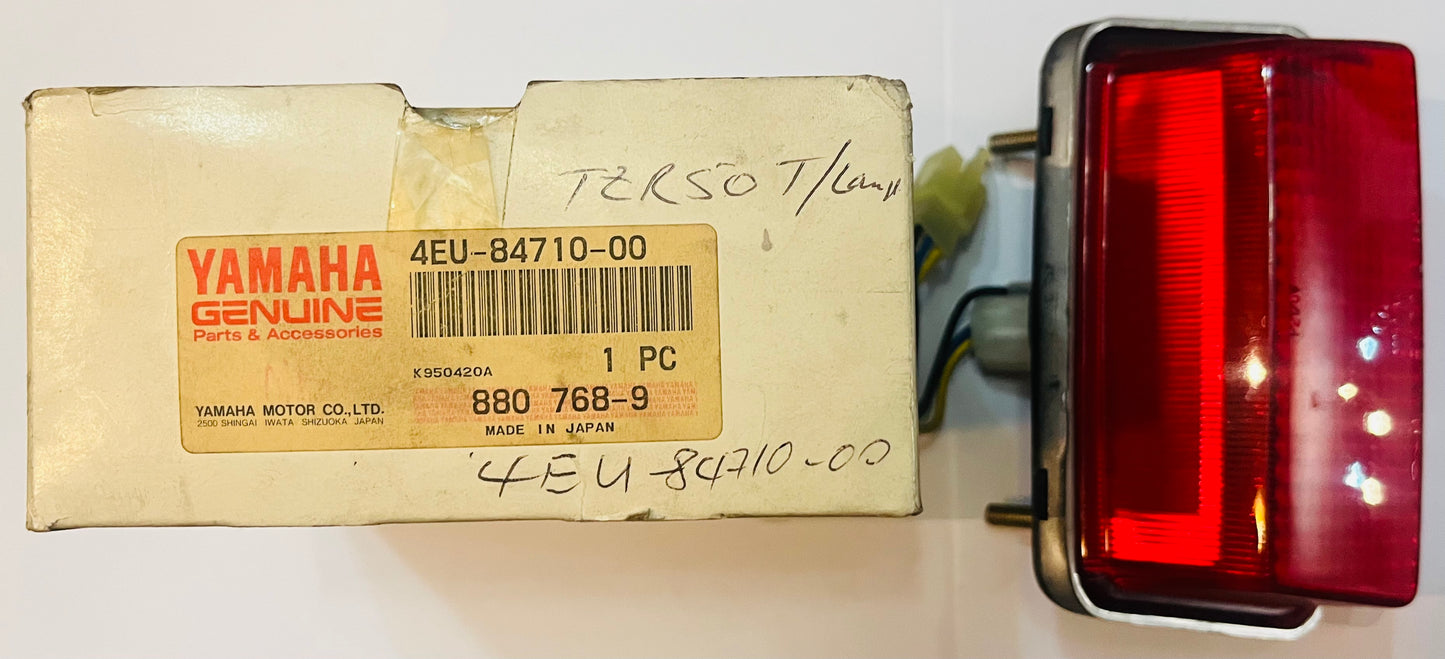 TZR50 T/Lamp
YAMAHA
GENUINE
Parts & Accessories
4EU-84710-00
K950420A
1 PC
880 768-9
YAMAHA MOTOR CO.,LTD.
2500 SHINGAI IWATA SHIZUOKA JAPAN
MADE IN JAPAN
4EU-84710-00